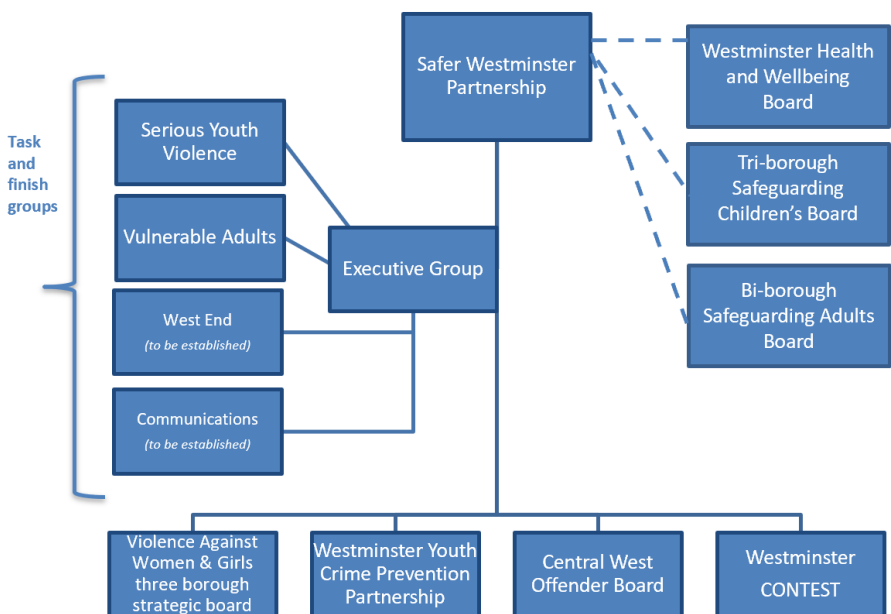 Safer Westminster
Partnership
Westminster Health
and Wellbeing
Board
Task
and
finish
groups
Serious Youth
Violence
Tri-borough
Safeguarding
Children’s Board
Vulnerable Adults
Executive Group
Bi-borough
Safeguarding Adults
Board
West End
(to be established)
Communications
(to be established)
Violence Against
Women & Girls
three borough
strategic board
Westminster Youth
Crime Prevention
Partnership
Central West
Offender Board
Westminster
CONTEST